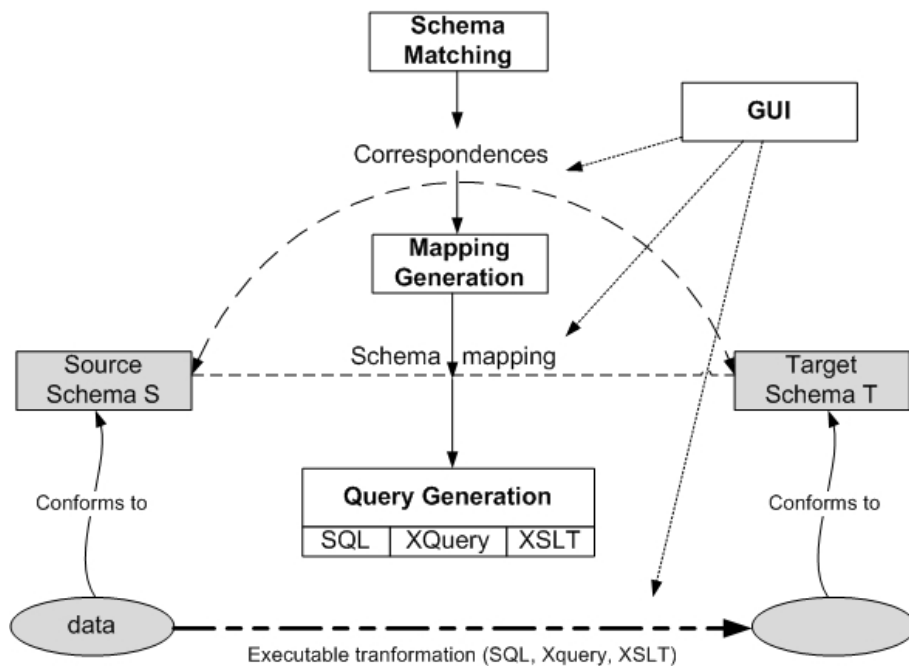 Schema
Matching
GUI
Correspondences
Mapping
Generation
Source
Schema S
Schema mapping
Target
Schema T
Conforms to
Query Generation
SQL
XQuery
XSLT
Conforms to
data
Executable tranformation (SQL, Xquery, XSLT)